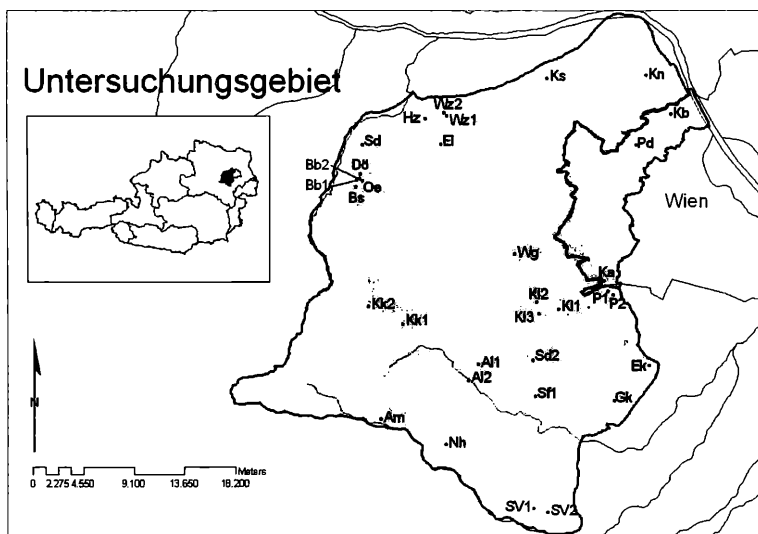 Untersuchungsgebiet
Ks
Kn
Wz2
Hz
Wz1
Kb
Sd
El
Pd
Bb2
Dö
Bb1
Oe
Bs
Wien
Wg
Ka
Kk2
Kl2
Kl1
P1
P2
Kl3
Kk1
Al1
Sd2
Ek
Al2
Sf1
Gk
Am
N
Nh
Meters
0 2.275 4.550 9.100 13.650 18.200
SV1
SV2